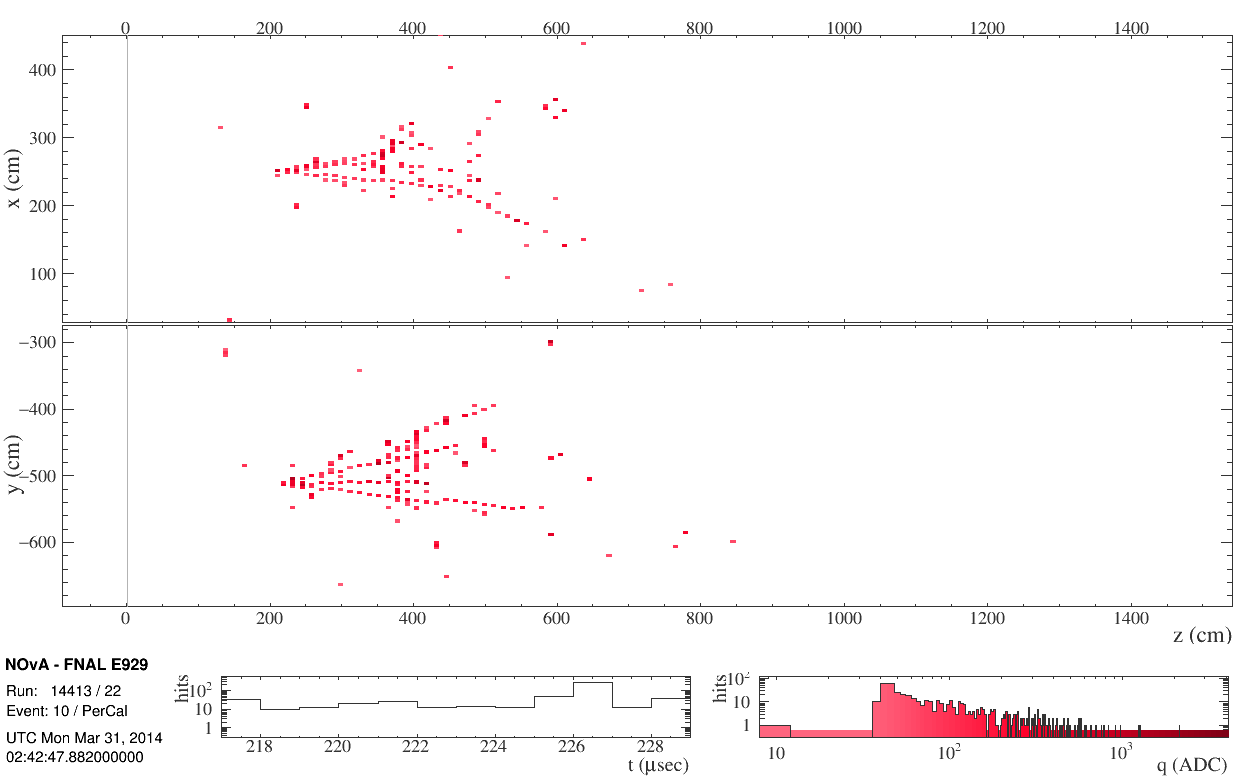 0 200 400 600 800 1000 1200 1400
400
300
200
100
x (cm)
−300
−400
−500
−600
y (cm)
0 200 400 600 800 1000 1200 1400
z (cm)
NOvA - FNAL E929
Run: 14413 / 22
Event: 10 / PerCal
UTC Mon Mar 31, 2014
02:42:47.882000000
hits
10²
10
1
218 220 222 224 226 228
t (μsec)
hits
10²
10
1
10 10² 10³
q (ADC)